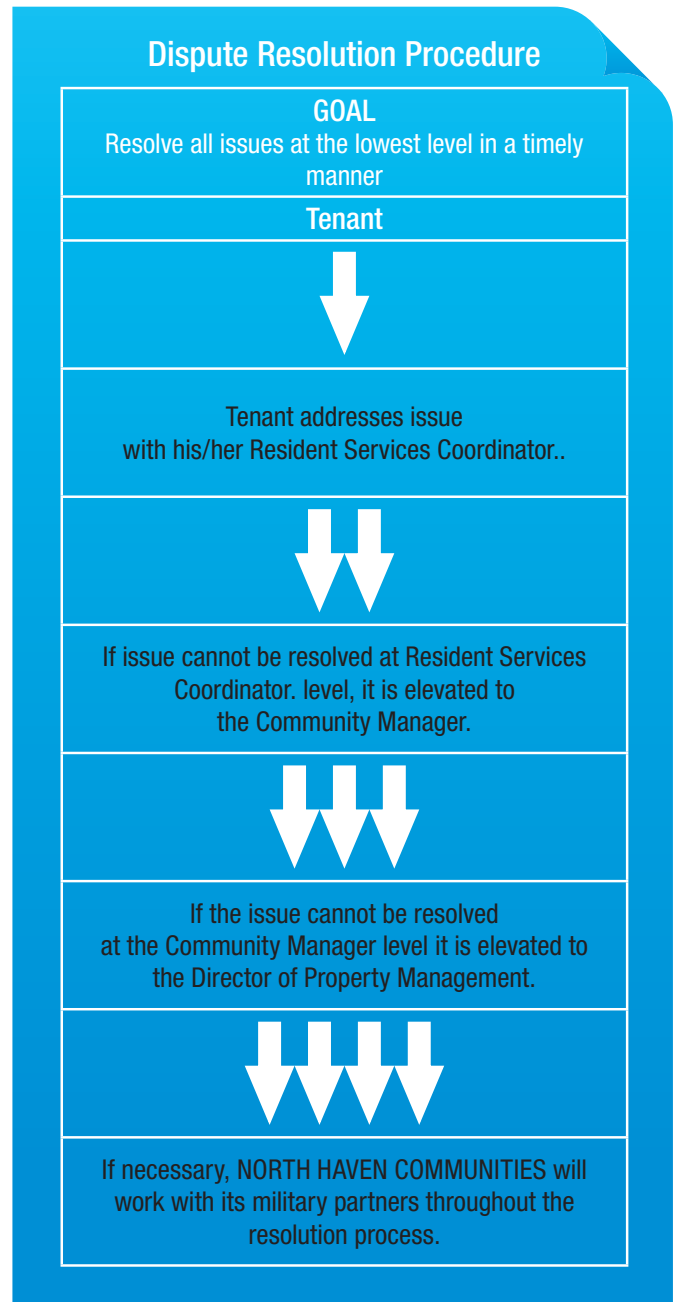 Dispute Resolution Procedure
GOAL
Resolve all issues at the lowest level in a timely
manner
Tenant
Tenant addresses issue
with his/her Resident Services Coordinator..
If issue cannot be resolved at Resident Services
Coordinator. level, it is elevated to
the Community Manager.
If the issue cannot be resolved
at the Community Manager level it is elevated to
the Director of Property Management.
If necessary, NORTH HAVEN COMMUNITIES will
work with its military partners throughout the
resolution process.